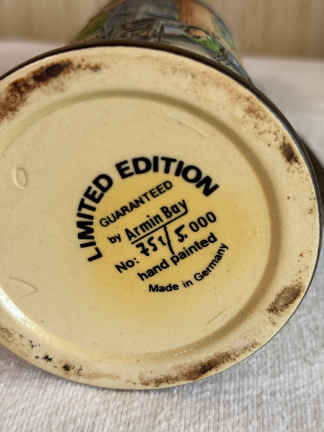 LIMITED EDITION
GUARANTEED
by Armin Bay
No: 751/5.000
hand painted
Made in Germany